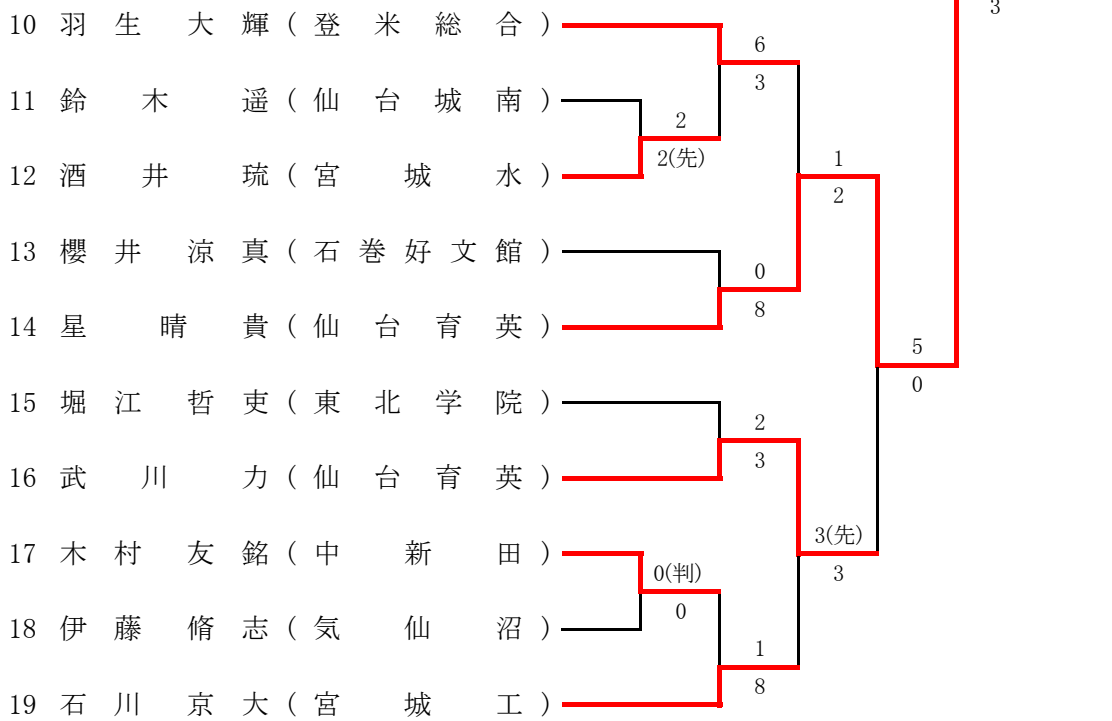 3
10 羽生 大輝(登米総合)
6
3
11 鈴木 遥(仙台城南)
2
2(先)
12 酒井 琉(宮城水)
1
2
13 櫻井 涼真(石巻好文館)
0
8
14 星 晴貴(仙台育英)
5
0
15 堀江 哲吏(東北学院)
2
3
16 武川 力(仙台育英)
3(先)
3
17 木村 友銘(中新田)
0(判)
0
18 伊藤 脩志(気仙沼)
1
8
19 石川 京大(宮城工)